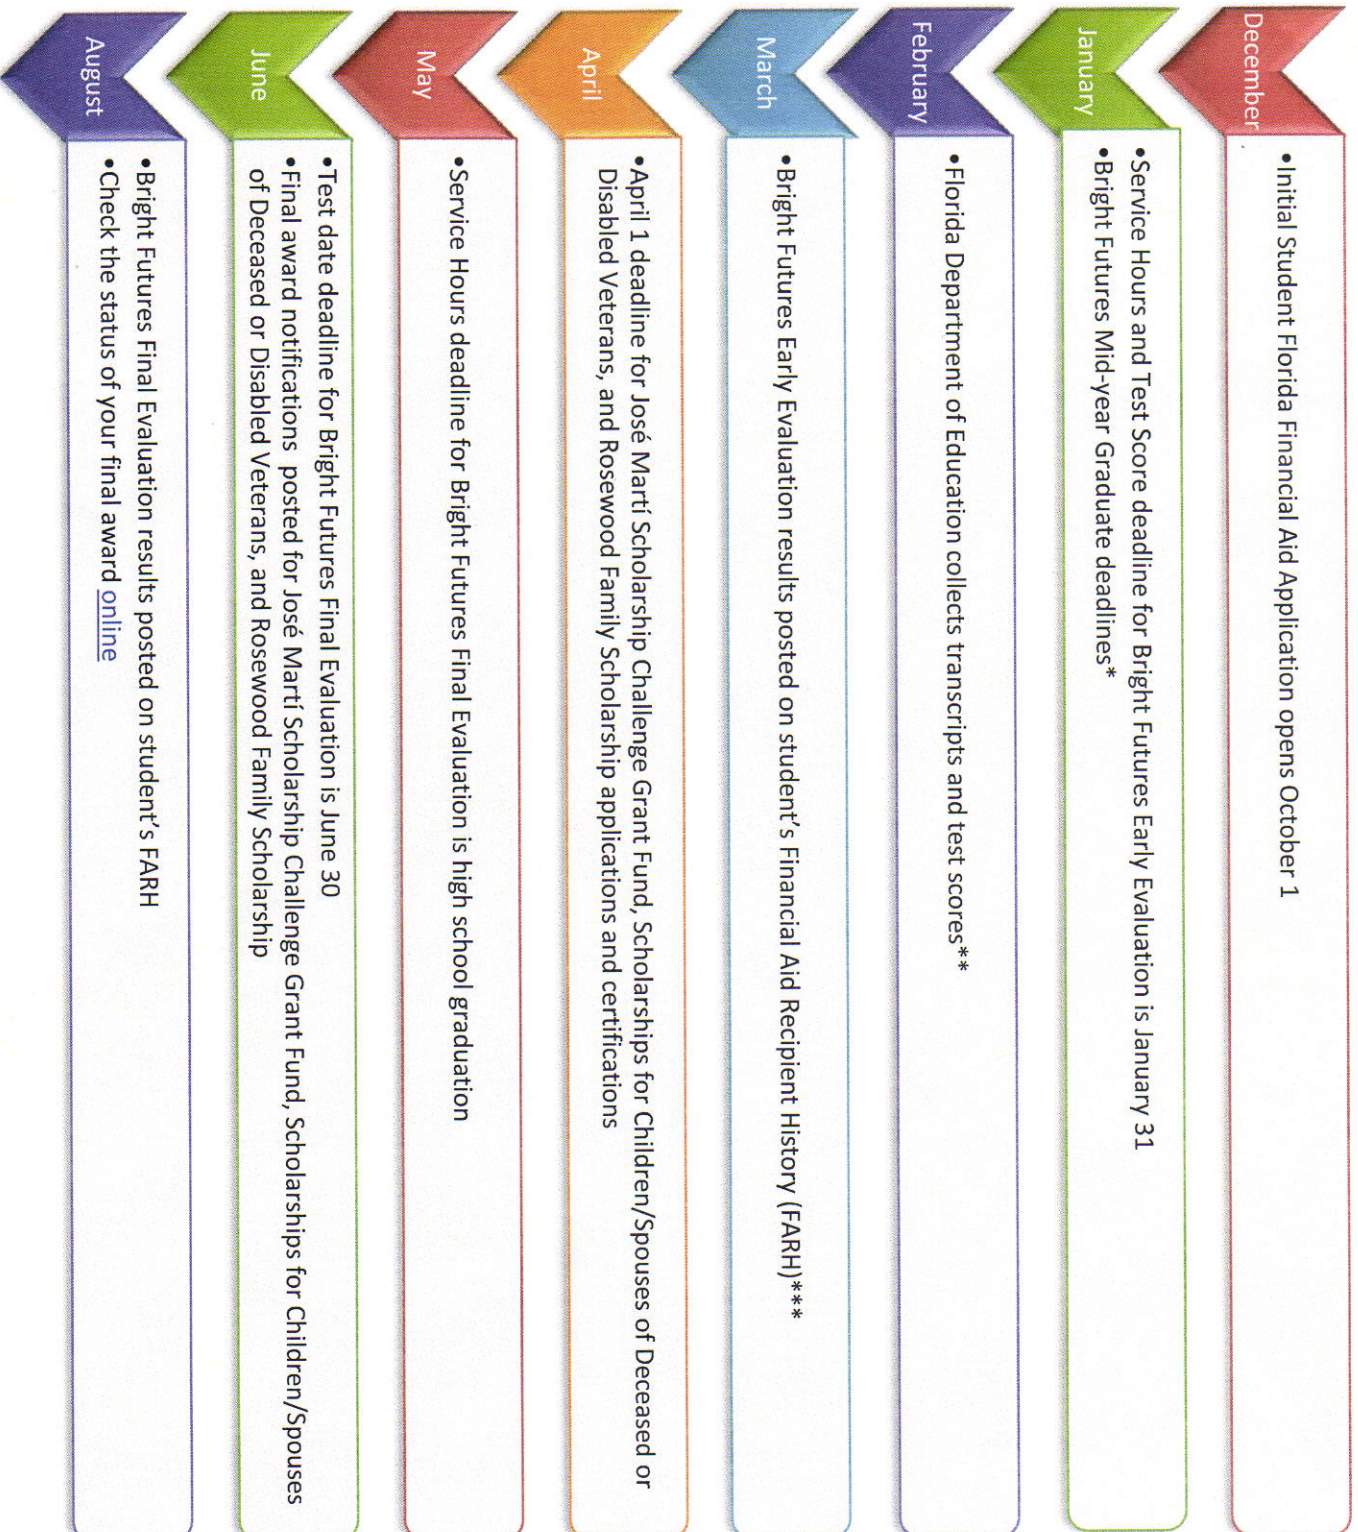 December
•Initial Student Florida Financial Aid Application opens October 1
January
•Service Hours and Test Score deadline for Bright Futures Early Evaluation is January 31
•Bright Futures Mid-year Graduate deadlines*
February
•Florida Department of Education collects transcripts and test scores**
March
•Bright Futures Early Evaluation results posted on student's Financial Aid Recipient History (FARH)***
April
•April 1 deadline for José Martí Scholarship Challenge Grant Fund, Scholarships for Children/Spouses of Deceased or
Disabled Veterans, and Rosewood Family Scholarship applications and certifications
May
•Service Hours deadline for Bright Futures Final Evaluation is high school graduation
June
•Test date deadline for Bright Futures Final Evaluation is June 30
•Final award notifications posted for José Martí Scholarship Challenge Grant Fund, Scholarships for Children/Spouses
of Deceased or Disabled Veterans, and Rosewood Family Scholarship
August
•Bright Futures Final Evaluation results posted on student's FARH
•Check the status of your final award online